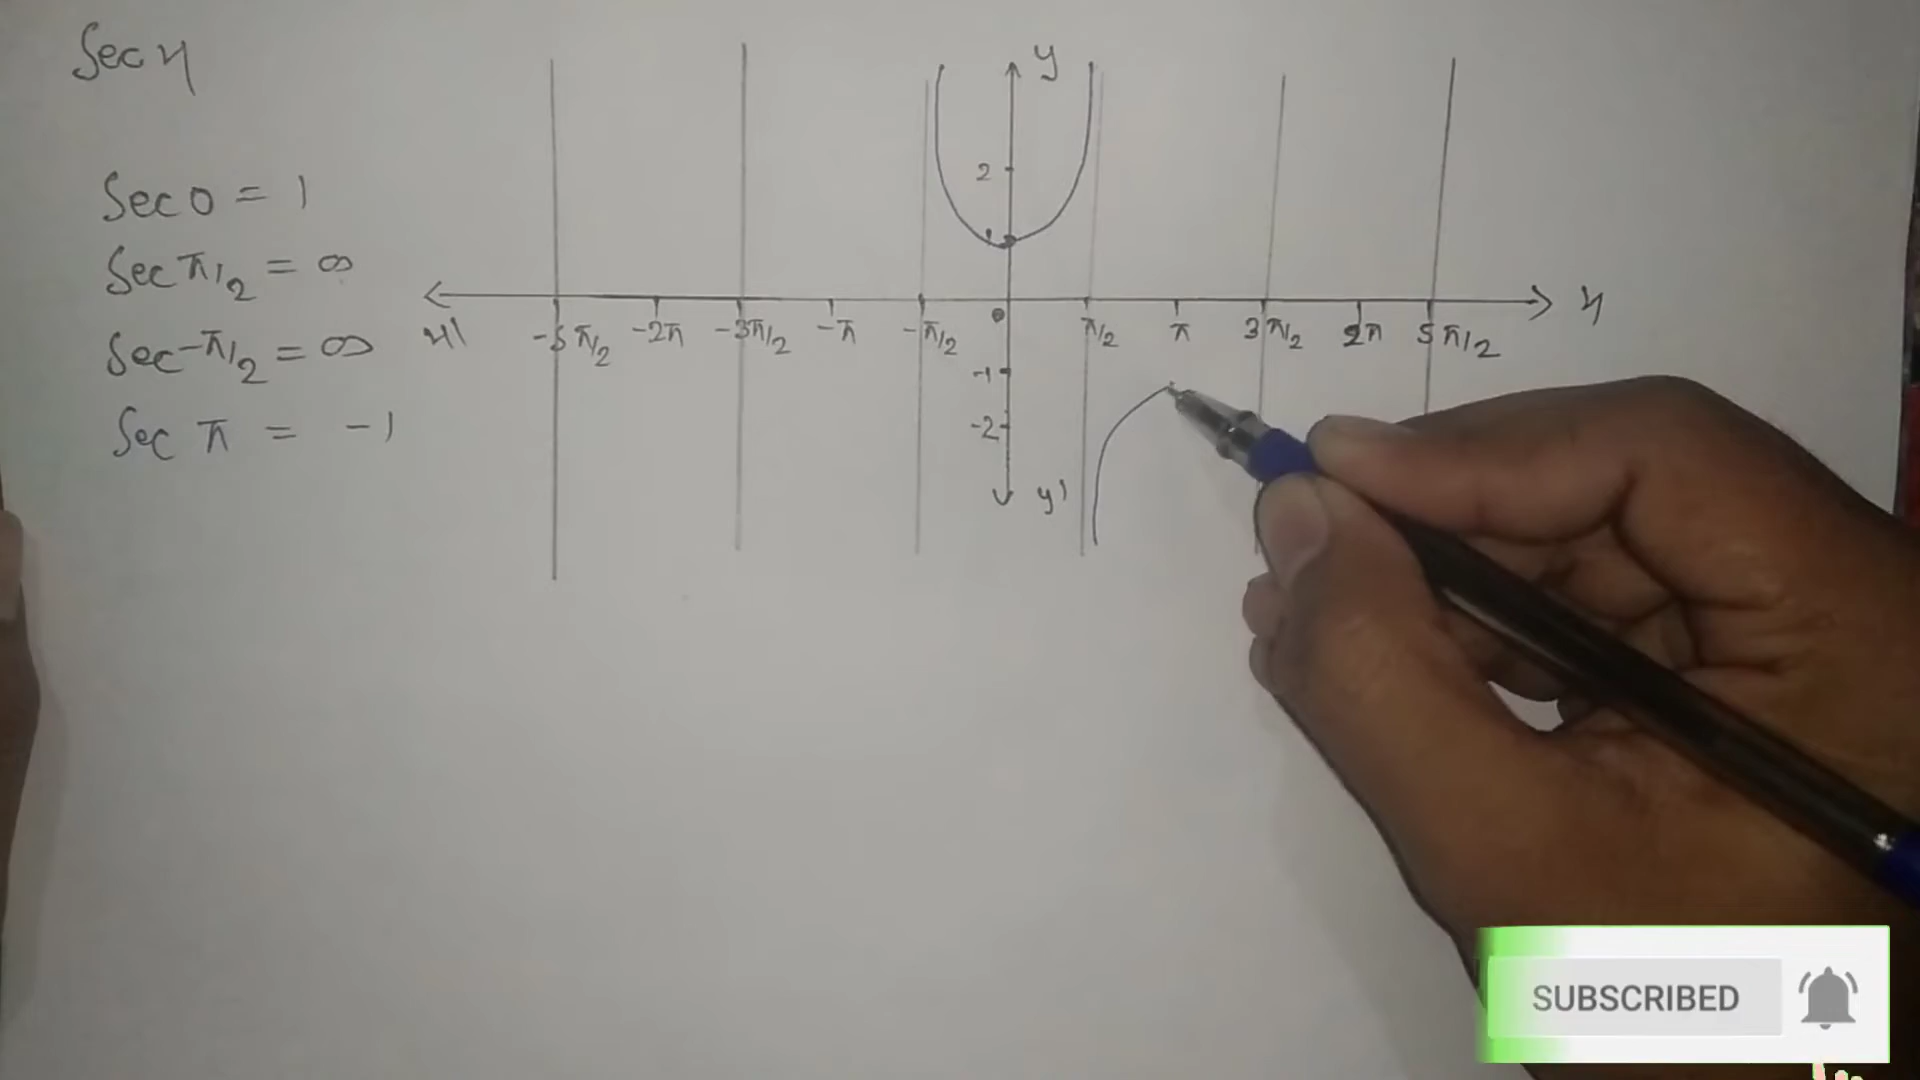 Sec x
Sec 0 = 1
Sec π/2 = ∞
Sec -π/2 = ∞
Sec π = -1
y
2
1
x' -5π/2 -2π -3π/2 -π -π/2 0 π/2 π 3π/2 2π 5π/2 x
-1
-2
y'
SUBSCRIBED